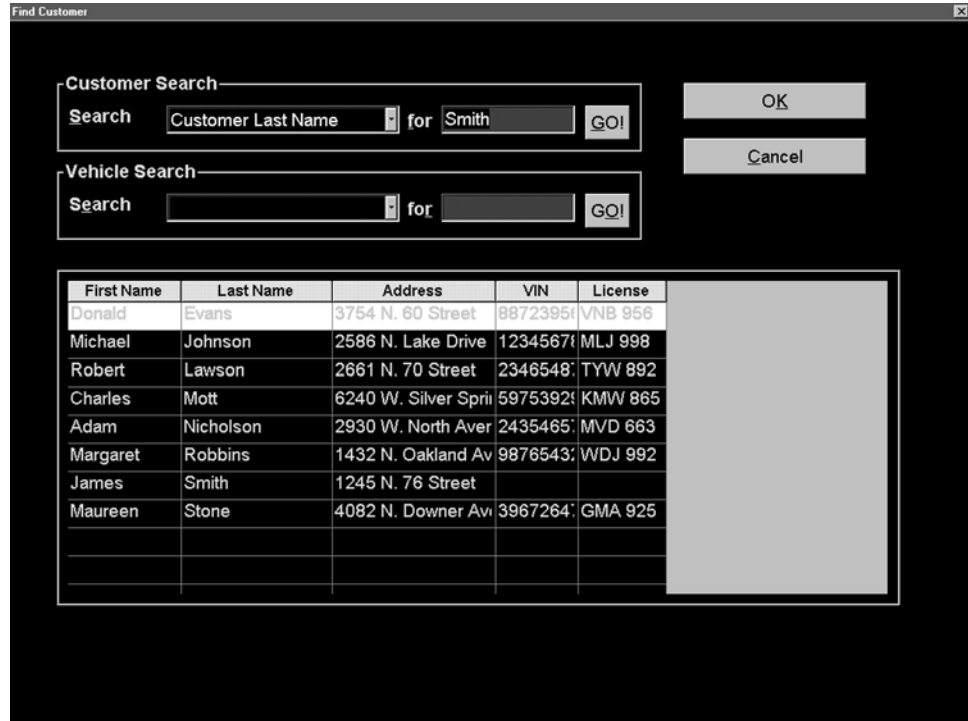 Find Customer
Customer Search
Search Customer Last Name for Smith GO!
OK
Cancel
Vehicle Search
Search for GO!
First Name Last Name Address VIN License
Donald Evans 3754 N. 60 Street 8872395 VNB 956
Michael Johnson 2586 N. Lake Drive 1234567 MLJ 998
Robert Lawson 2661 N. 70 Street 2346548 TYW 892
Charles Mott 6240 W. Silver Spri 5975392 KMW 865
Adam Nicholson 2930 W. North Aver 2435465 MVD 663
Margaret Robbins 1432 N. Oakland Av 9876543 WDJ 992
James Smith 1245 N. 76 Street
Maureen Stone 4082 N. Downer Av 3967264 GMA 925